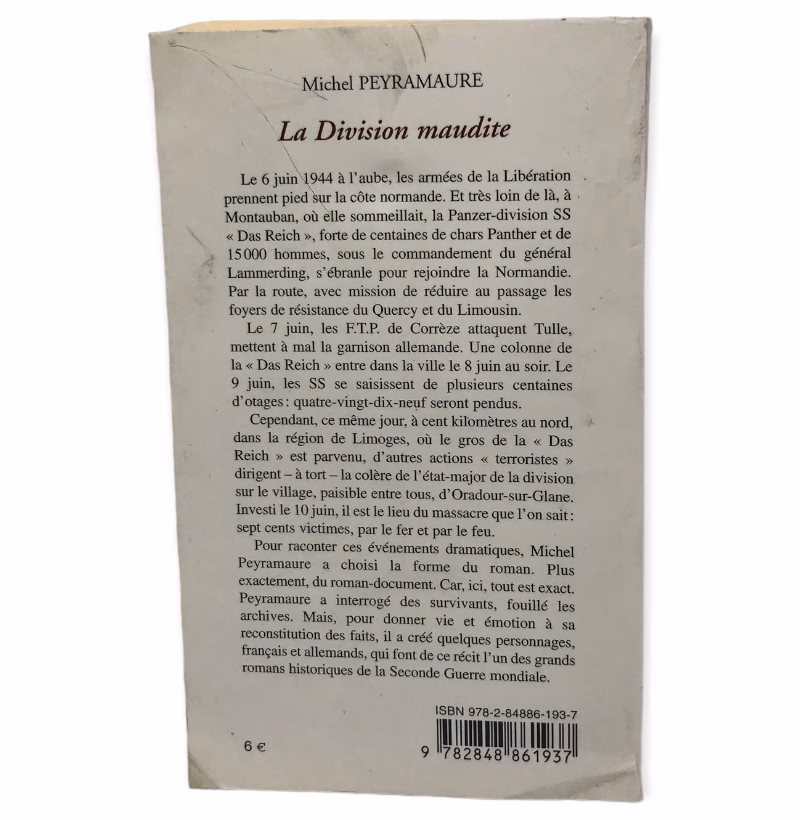 Michel PEYRAMAURE
La Division maudite
Le 6 juin 1944 à l'aube, les armées de la Libération
prennent pied sur la côte normande. Et très loin de là, à
Montauban, où elle sommeillait, la Panzer-division SS
« Das Reich », forte de centaines de chars Panther et de
15 000 hommes, sous le commandement du général
Lammerding, s'ébranle pour rejoindre la Normandie.
Par la route, avec mission de réduire au passage les
foyers de résistance du Quercy et du Limousin.
Le 7 juin, les F.T.P. de Corrèze attaquent Tulle,
mettent à mal la garnison allemande. Une colonne de
la « Das Reich » entre dans la ville le 8 juin au soir. Le
9 juin, les SS se saisissent de plusieurs centaines
d'otages : quatre-vingt-dix-neuf seront pendus.
Cependant, ce même jour, à cent kilomètres au nord,
dans la région de Limoges, où le gros de la « Das
Reich » est parvenu, d'autres actions « terroristes »
dirigent – à tort – la colère de l'état-major de la division
sur le village, paisible entre tous, d'Oradour-sur-Glane.
Investi le 10 juin, il est le lieu du massacre que l'on sait :
sept cents victimes, par le fer et par le feu.
Pour raconter ces événements dramatiques, Michel
Peyramaure a choisi la forme du roman. Plus
exactement, du roman-document. Car, ici, tout est exact.
Peyramaure a interrogé des survivants, fouillé les
archives. Mais, pour donner vie et émotion à sa
reconstitution des faits, il a créé quelques personnages,
français et allemands, qui font de ce récit l'un des grands
romans historiques de la Seconde Guerre mondiale.
ISBN 978-2-84886-193-7
6 €
9 782848 861937